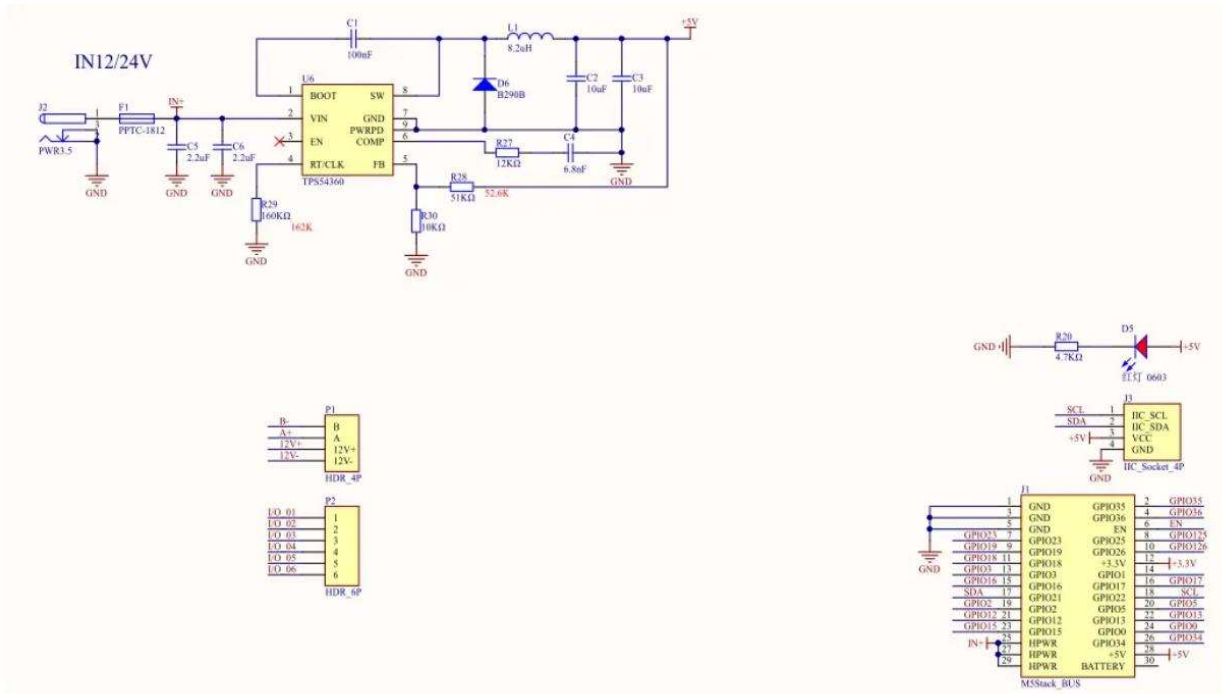 IN12/24V
J2
1
PWR3.5
GND
F1
PPTC-1812
IN+
C5
2.2uF
GND
C6
2.2uF
GND
C1
100nF
U6
1 BOOT SW 8
2 VIN GND 7
PWRPD 9
3 EN COMP 6
4 RT/CLK FB 5
TPS54360
R29
160KΩ
162K
GND
L1
8.2uH
D6
B290B
C2
10uF
C3
10uF
+5V
R27
12KΩ
C4
6.8nF
GND
R28
51KΩ
52.6K
R30
10KΩ
GND
GND
R20
4.7KΩ
D5
+5V
红灯 0603
P1
B- B
A+ A
12V+ 12V+
12V- 12V-
HDR_4P
P2
I/O 01 1
I/O 02 2
I/O 03 3
I/O 04 4
I/O 05 5
I/O 06 6
HDR_6P
J3
SCL 1 IIC_SCL
SDA 2 IIC_SDA
+5V 3 VCC
4 GND
GND
IIC_Socket_4P
J1
1 GND GPIO35 2 GPIO35
3 GND GPIO36 4 GPIO36
5 GND EN 6 EN
GPIO23 7 GPIO23 GPIO25 8 GPIO125
GPIO19 9 GPIO19 GPIO26 10 GPIO126
GPIO18 11 GPIO18 +3.3V 12 +3.3V
GPIO3 13 GPIO3 GPIO1 14
GPIO16 15 GPIO16 GPIO17 16 GPIO17
SDA 17 GPIO21 GPIO22 18 SCL
GPIO2 19 GPIO2 GPIO5 20 GPIO5
GPIO12 21 GPIO12 GPIO13 22 GPIO13
GPIO15 23 GPIO15 GPIO0 24 GPIO0
IN+ 25 HPWR GPIO34 26 GPIO34
27 HPWR +5V 28 +5V
29 HPWR BATTERY 30
GND
M5Stack_BUS